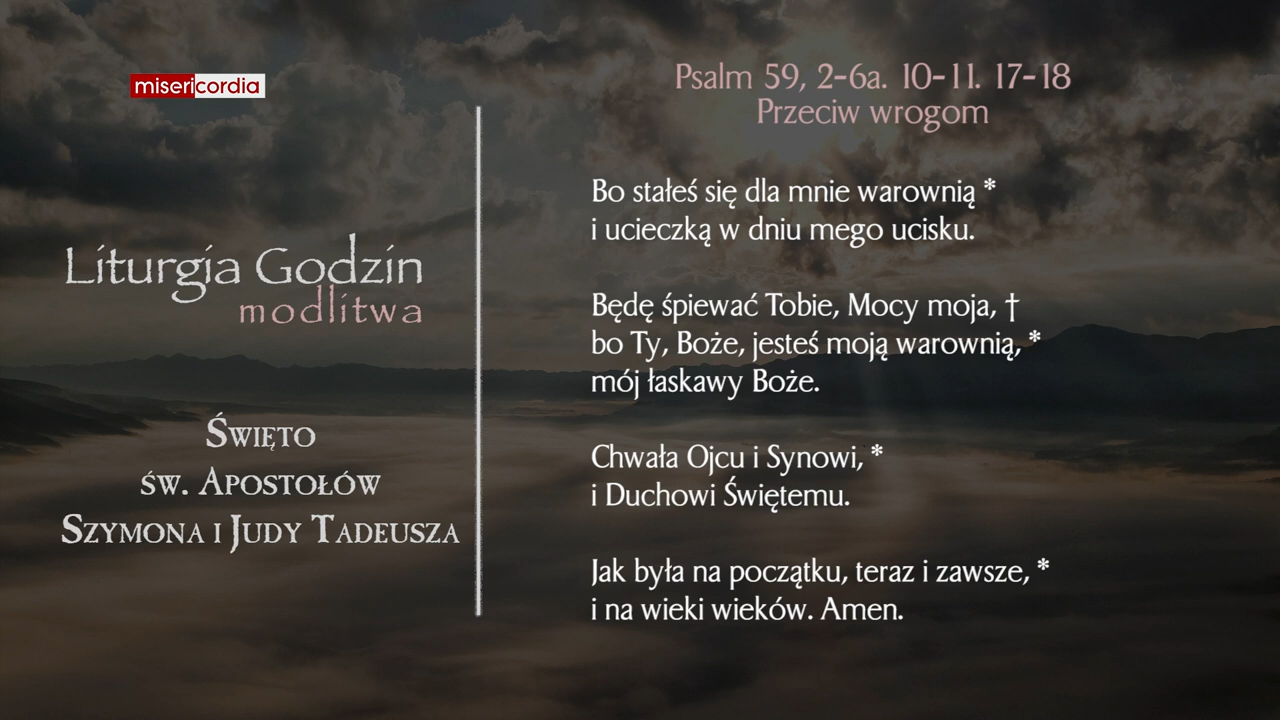 misericordia
Liturgia Godzin
modlitwa
Święto
św. Apostołów
Szymona i Judy Tadeusza
Psalm 59, 2-6a. 10-11. 17-18
Przeciw wrogom
Bo stałeś się dla mnie warownią *
i ucieczką w dniu mego ucisku.
Będę śpiewać Tobie, Mocy moja, †
bo Ty, Boże, jesteś moją warownią, *
mój łaskawy Boże.
Chwała Ojcu i Synowi, *
i Duchowi Świętemu.
Jak była na początku, teraz i zawsze, *
i na wieki wieków. Amen.